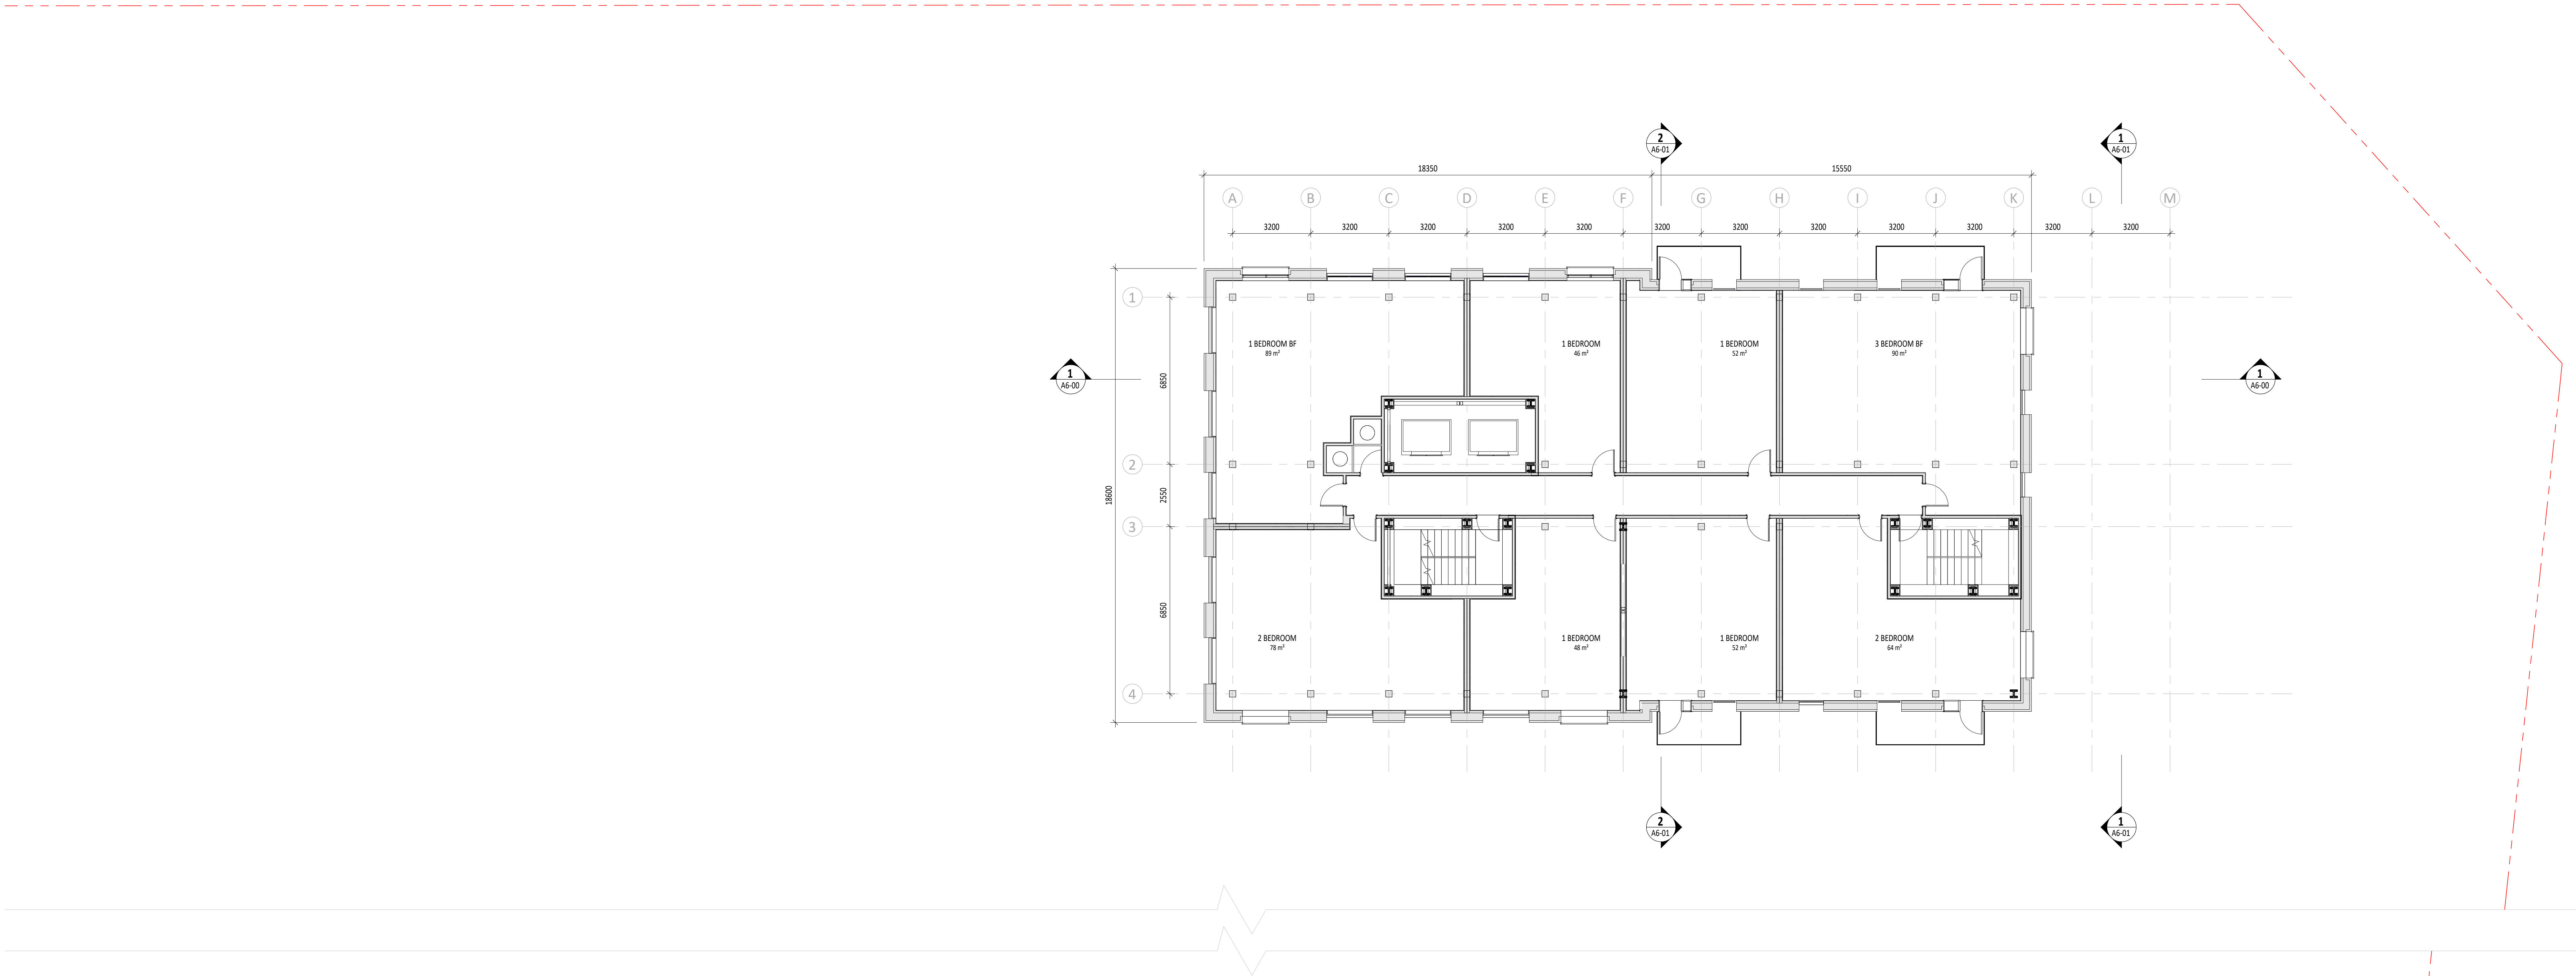 2
A6-01
1
A6-01
18350
15550
A
B
C
D
E
F
G
H
I
J
K
L
M
3200
3200
3200
3200
3200
3200
3200
3200
3200
3200
3200
3200
1
1 BEDROOM BF
89 m²
1 BEDROOM
46 m²
1 BEDROOM
52 m²
3 BEDROOM BF
90 m²
1
A6-00
6850
1
A6-00
2
18600
2550
3
6850
2 BEDROOM
78 m²
1 BEDROOM
48 m²
1 BEDROOM
52 m²
2 BEDROOM
64 m²
4
2
A6-01
1
A6-01